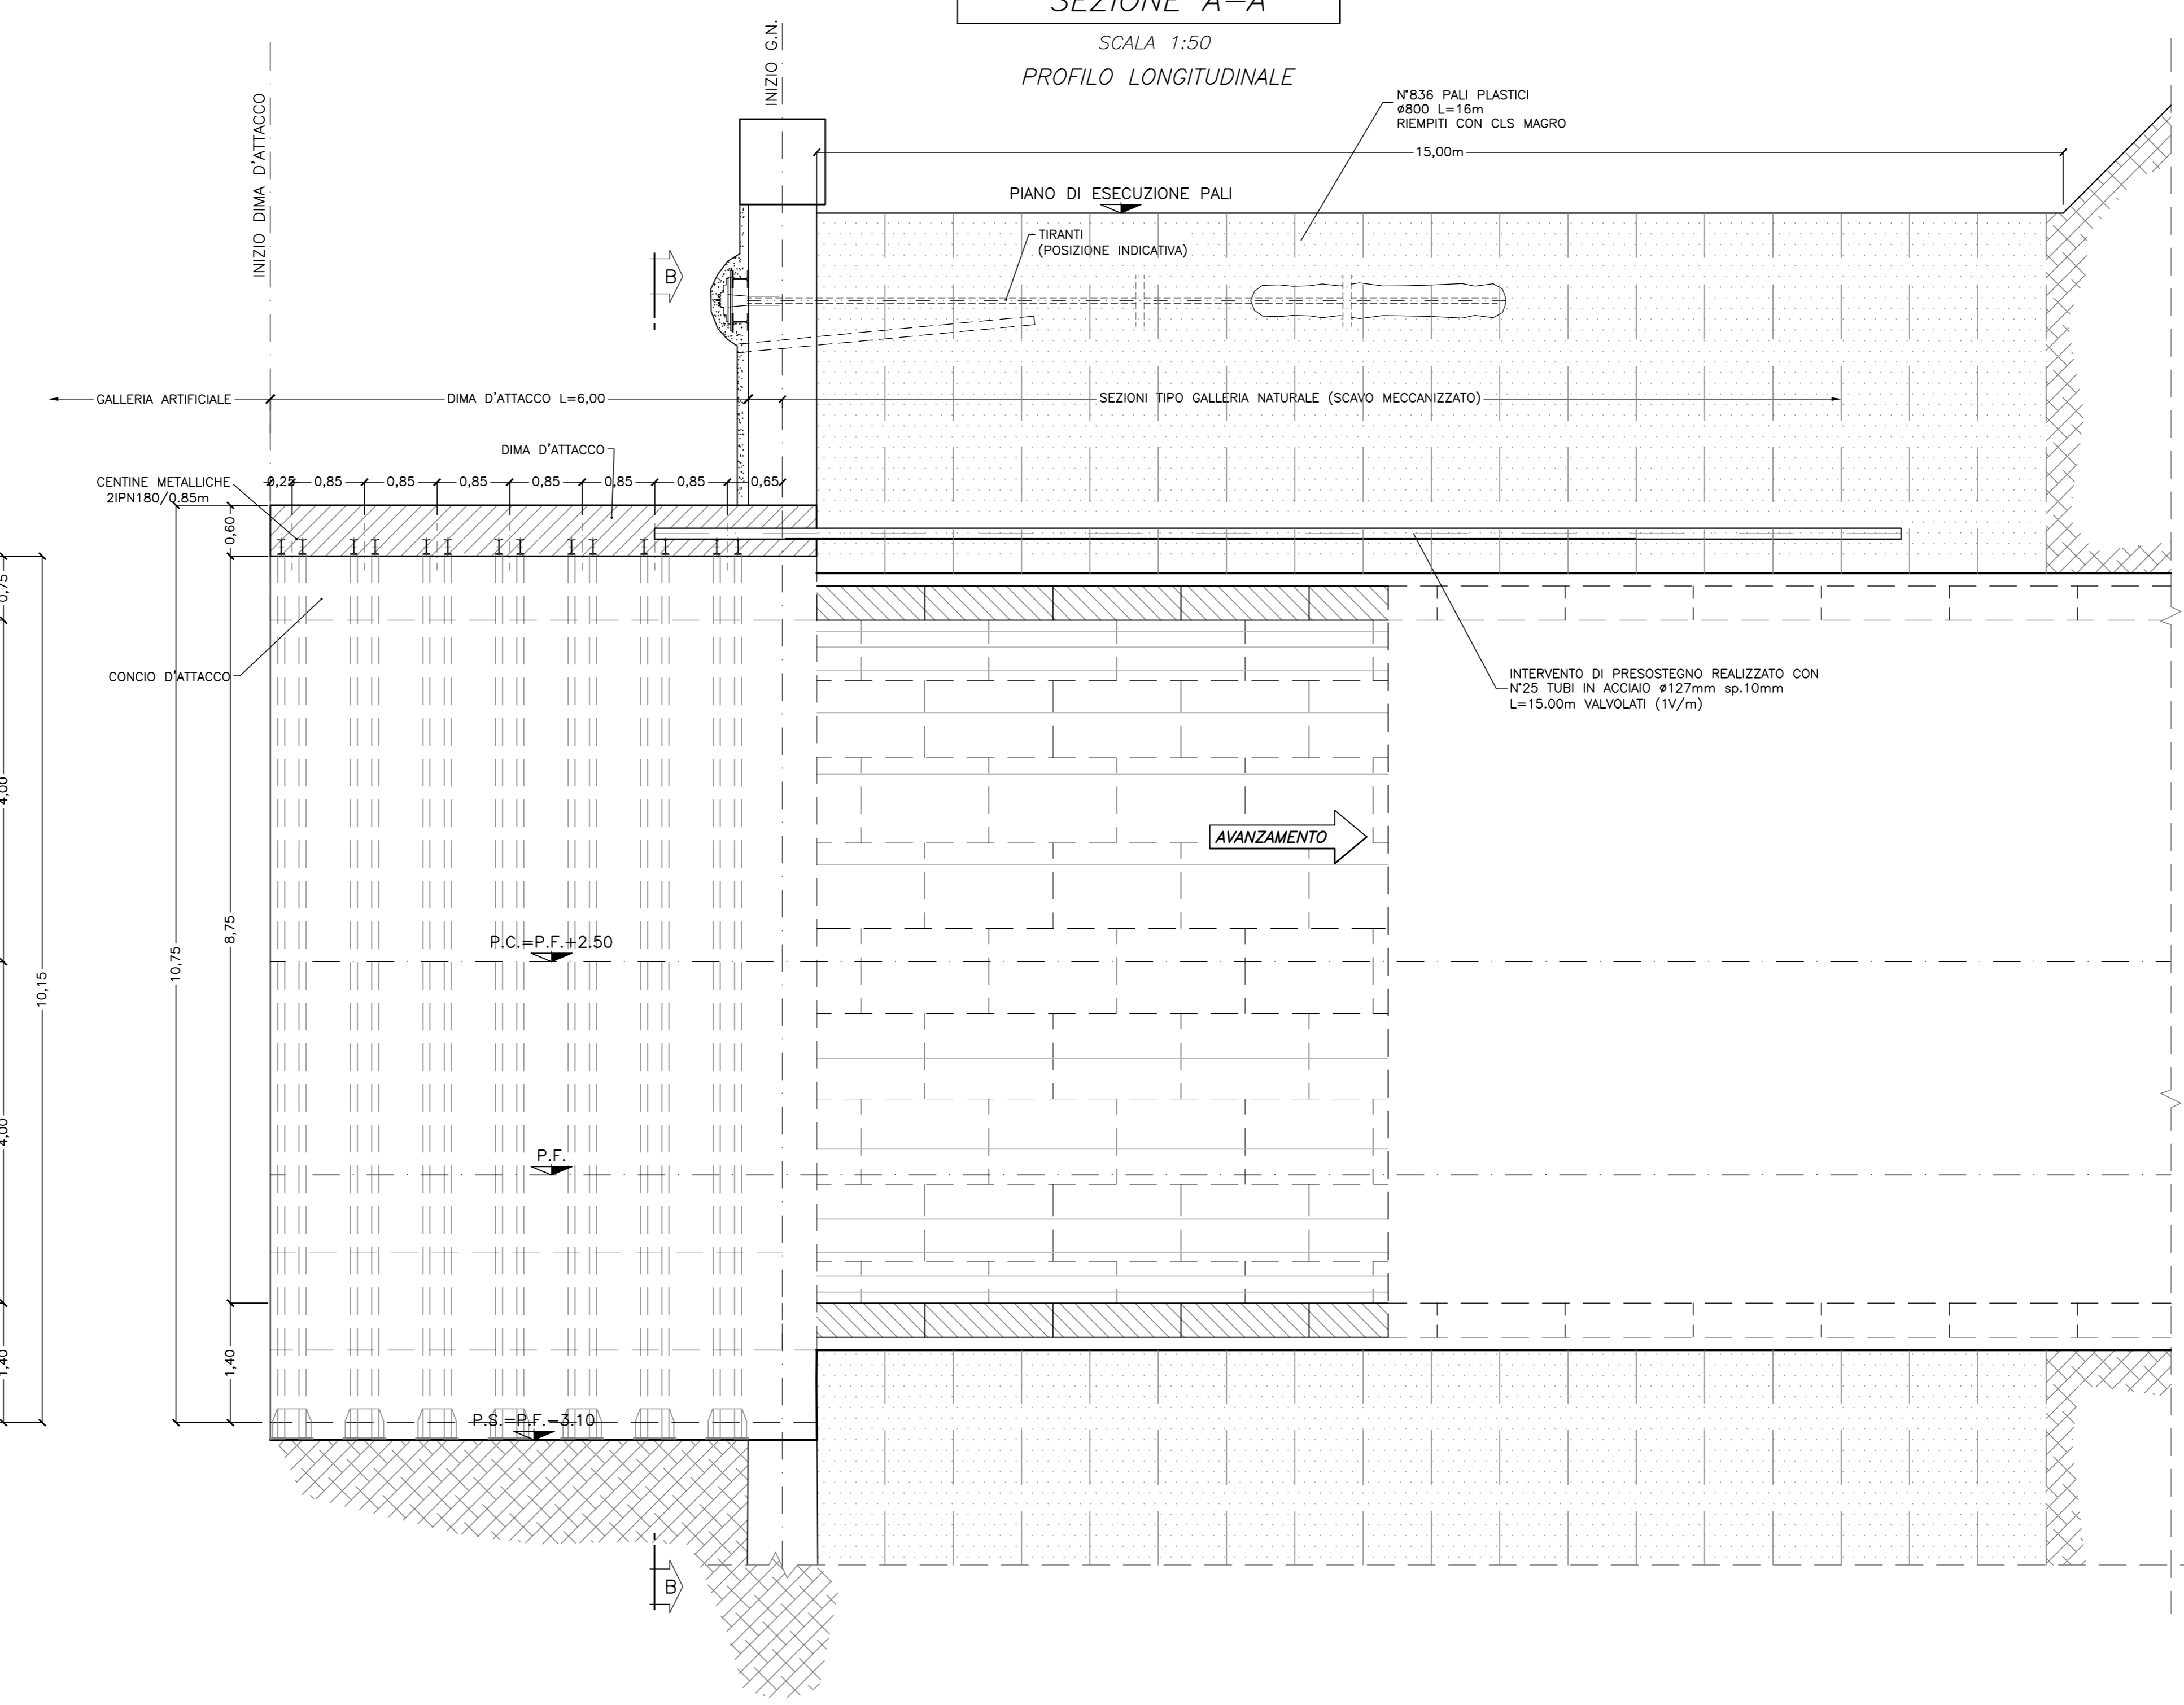 SEZIONE A-A
SCALA 1:50
PROFILO LONGITUDINALE
INIZIO DIMA D'ATTACCO
INIZIO G.N.
N°836 PALI PLASTICI
ø800 L=16m
RIEMPITI CON CLS MAGRO
15,00m
PIANO DI ESECUZIONE PALI
TIRANTI
(POSIZIONE INDICATIVA)
B
GALLERIA ARTIFICIALE
DIMA D'ATTACCO L=6,00
SEZIONI TIPO GALLERIA NATURALE (SCAVO MECCANIZZATO)
DIMA D'ATTACCO
CENTINE METALLICHE
2IPN180/0.85m
0,25
0,85
0,85
0,85
0,85
0,85
0,85
0,65
0,60
0,75
CONCIO D'ATTACCO
INTERVENTO DI PRESOSTEGNO REALIZZATO CON
N°25 TUBI IN ACCIAIO ø127mm sp.10mm
L=15.00m VALVOLATI (1V/m)
4,00
AVANZAMENTO
8,75
10,75
10,15
P.C.=P.F.+2.50
4,00
P.F.
1,40
1,40
P.S.=P.F.-3.10
B